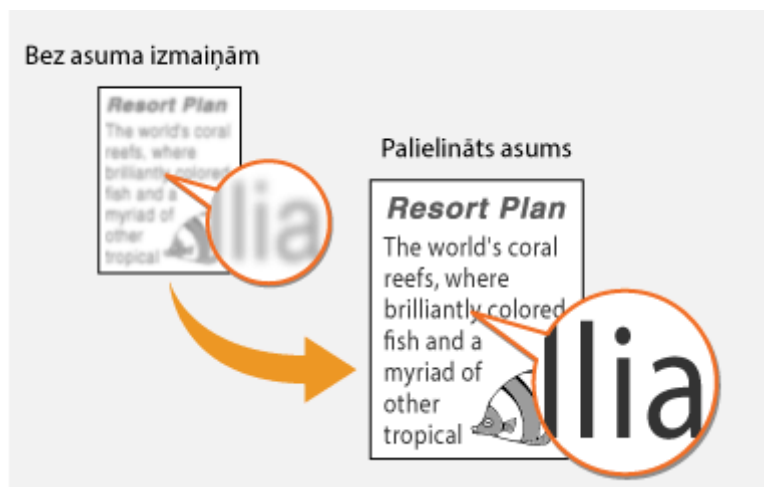 Bez asuma izmaiņām
Resort Plan
The world's coral
reefs, where
brilliantly colored
fish and a
myriad of
other
tropical
lia
Palielināts asums
Resort Plan
The world's coral
reefs, where
brilliantly colored
fish and a
myriad of
other
tropical
llia